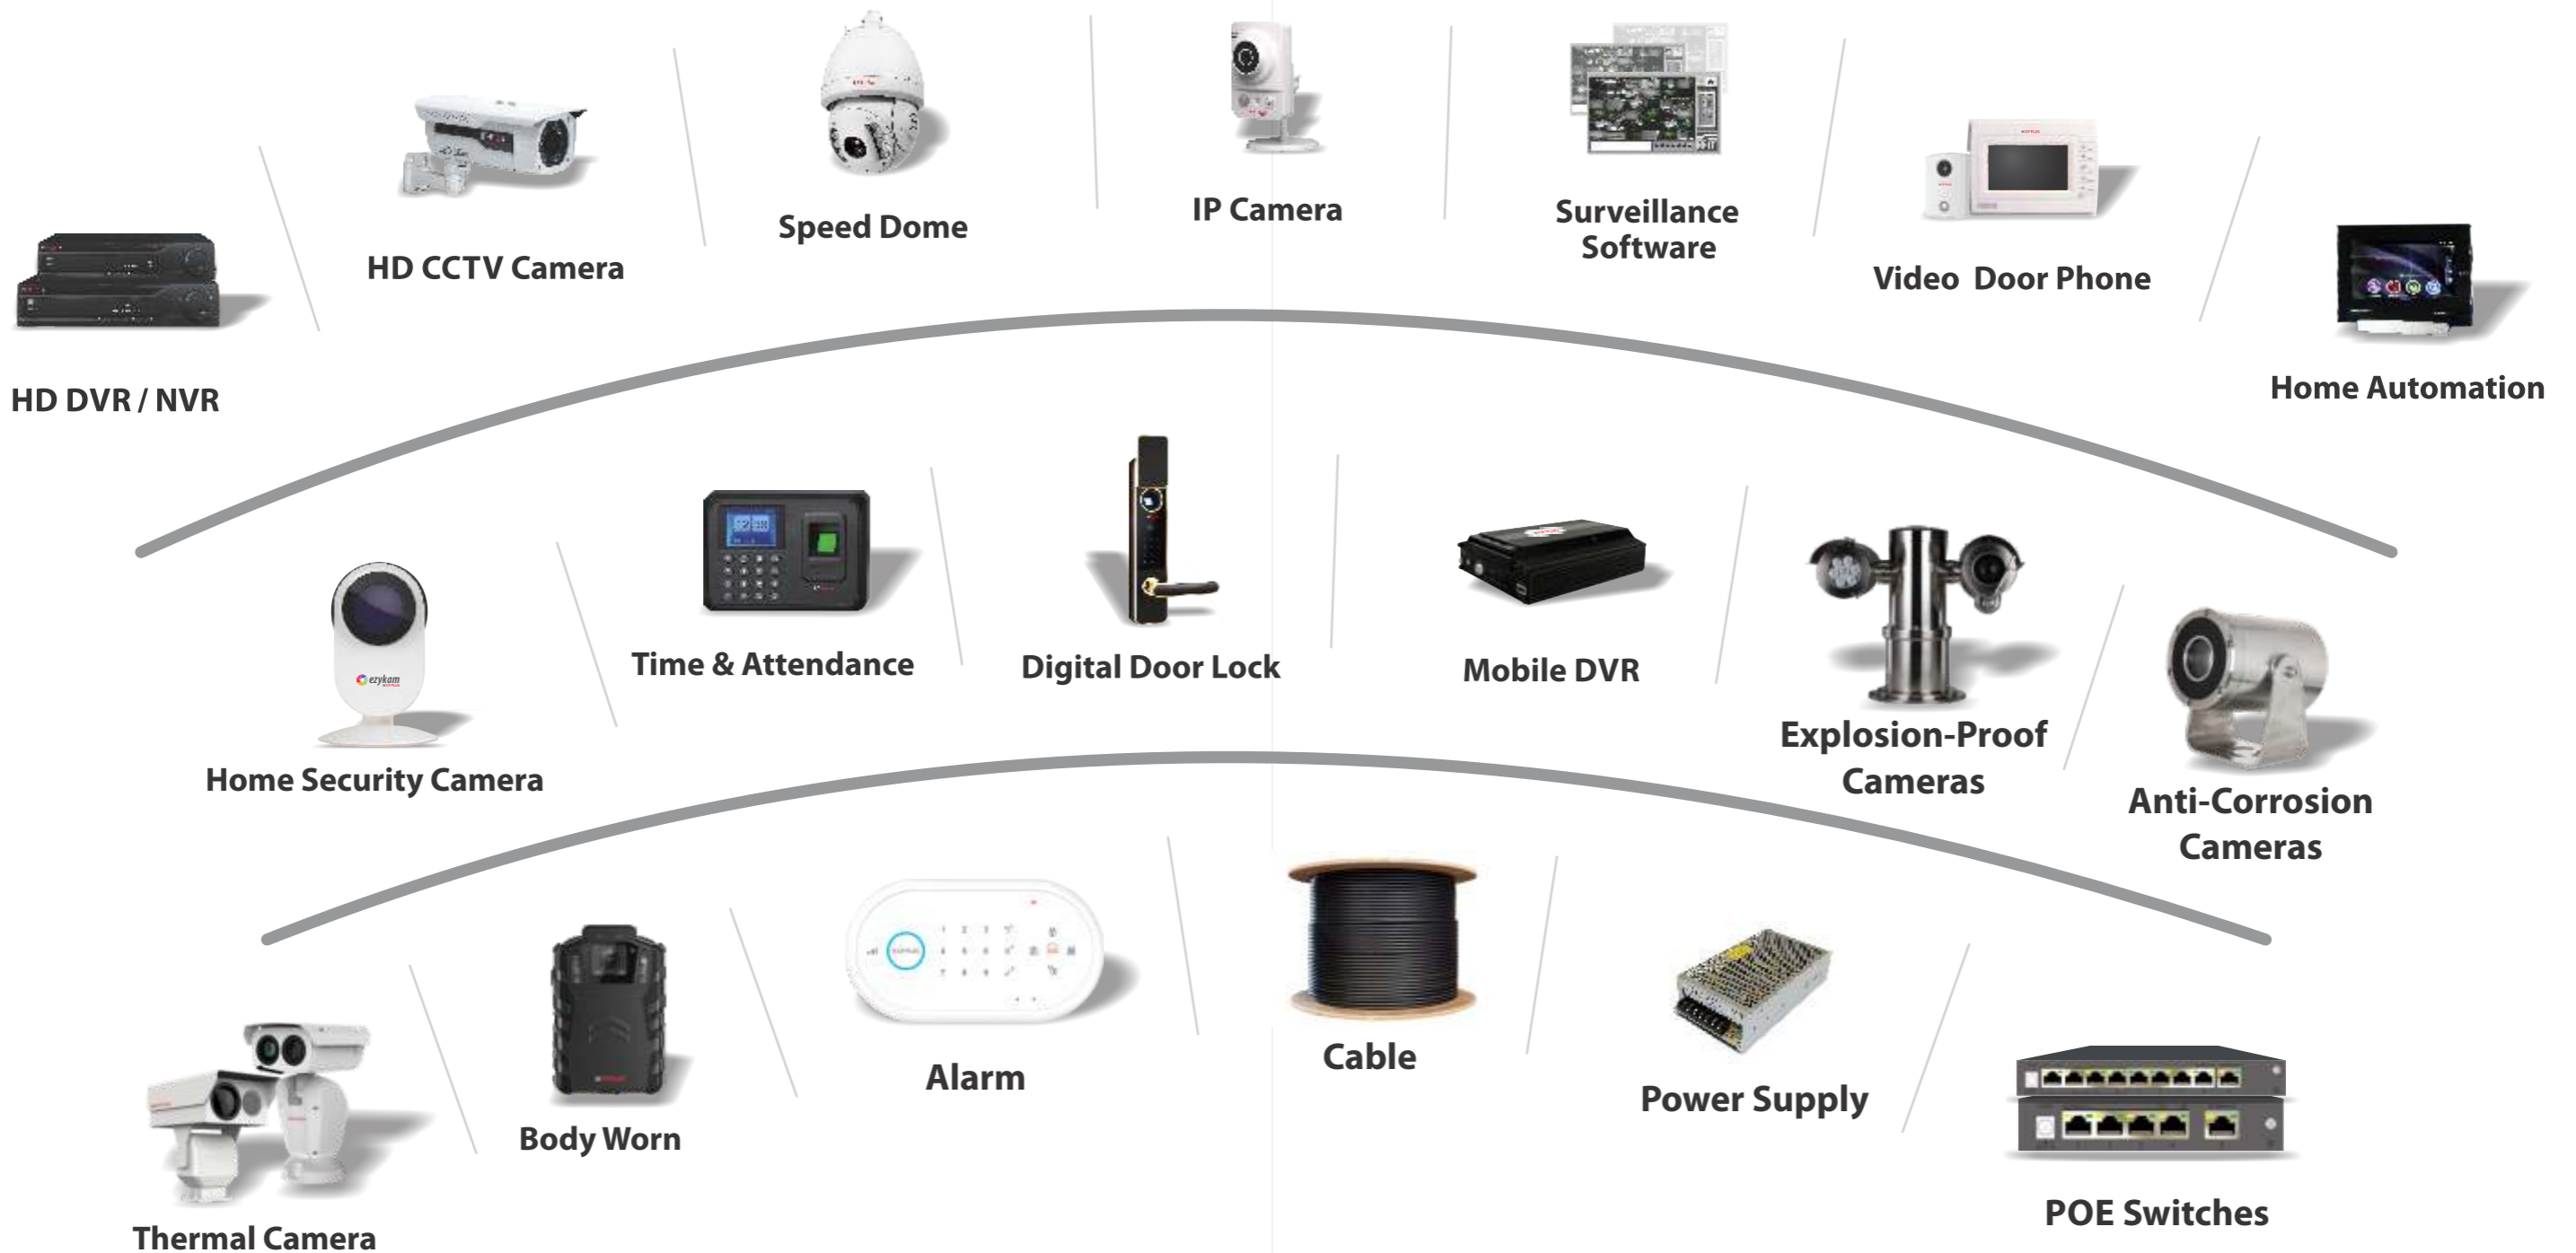 HD DVR / NVR
HD CCTV Camera
Speed Dome
IP Camera
Surveillance
Software
Video Door Phone
Home Automation
ezykam
Home Security Camera
Time & Attendance
Digital Door Lock
Mobile DVR
Explosion-Proof
Cameras
Anti-Corrosion
Cameras
Thermal Camera
Body Worn
Alarm
Cable
Power Supply
POE Switches